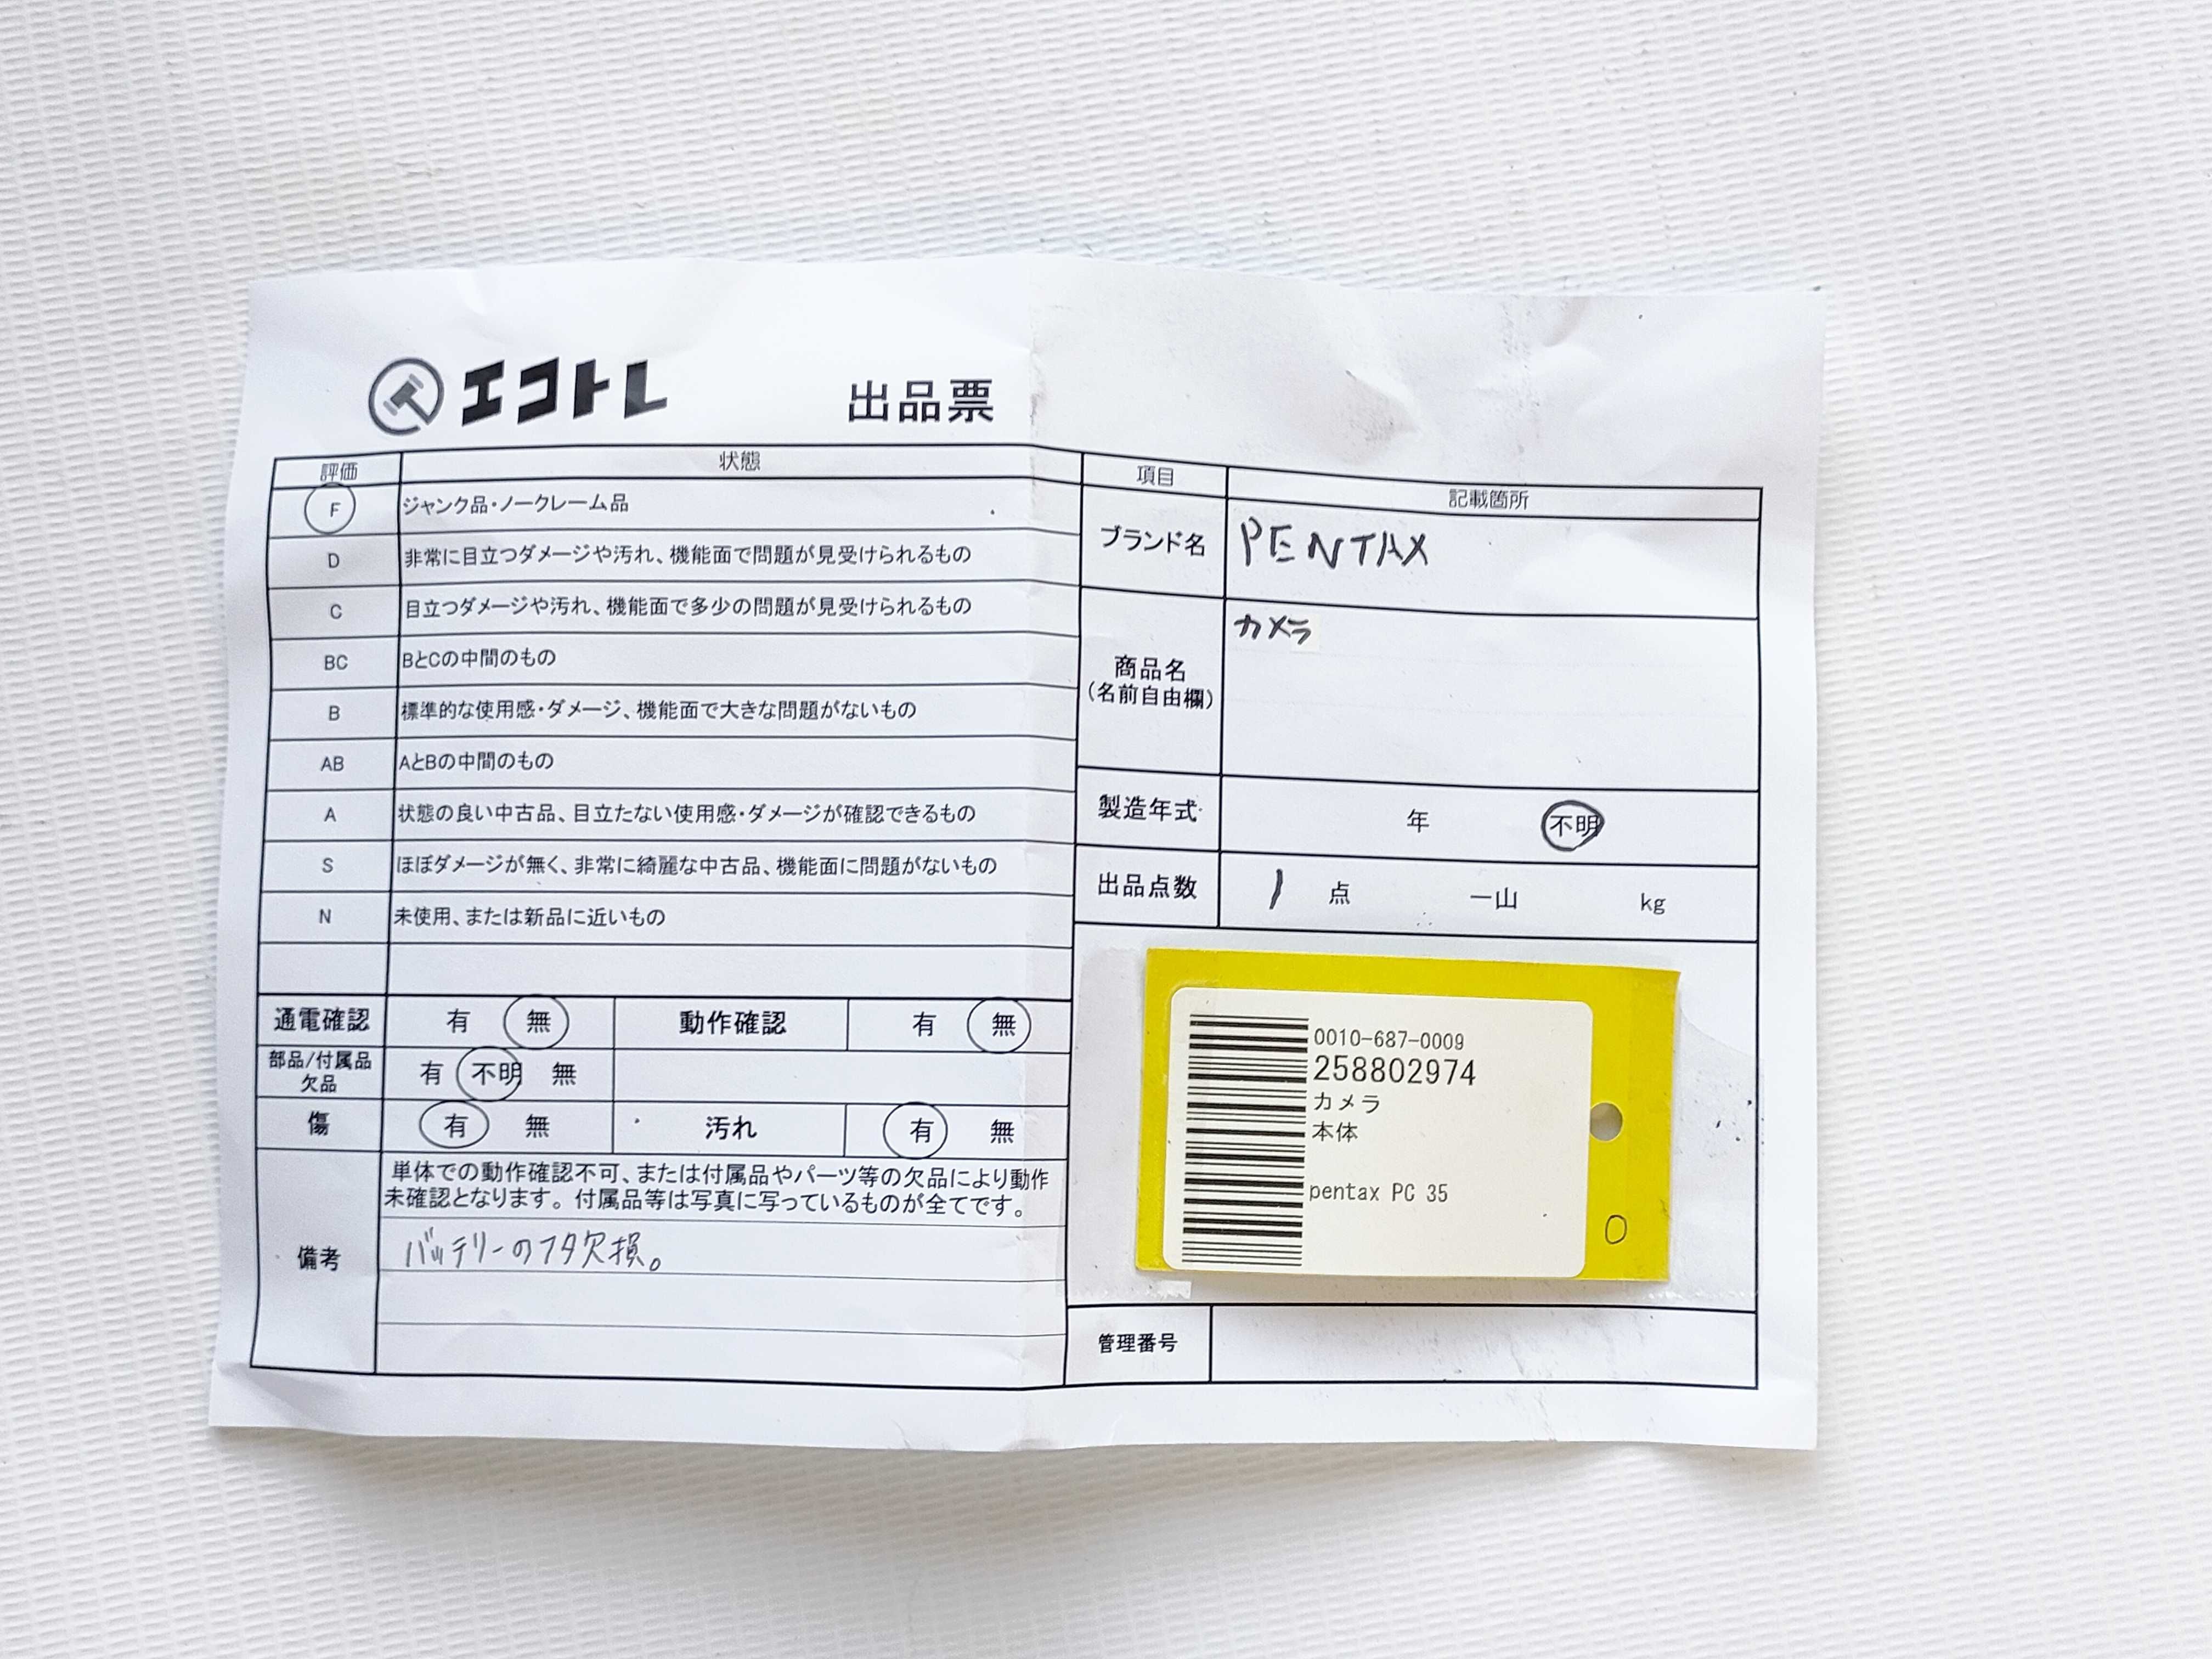 エコトレ 出品票
評価 状態
F ジャンク品・ノークレーム品
D 非常に目立つダメージや汚れ、機能面で問題が見受けられるもの
C 目立つダメージや汚れ、機能面で多少の問題が見受けられるもの
BC BとCの中間のもの
B 標準的な使用感・ダメージ、機能面で大きな問題がないもの
AB AとBの中間のもの
A 状態の良い中古品、目立たない使用感・ダメージが確認できるもの
S ほぼダメージが無く、非常に綺麗な中古品、機能面に問題がないもの
N 未使用、または新品に近いもの
通電確認 有 無 動作確認 有 無
部品/付属品
欠品 有 不明 無
傷 有 無 汚れ 有 無
備考
単体での動作確認不可、または付属品やパーツ等の欠品により動作
未確認となります。付属品等は写真に写っているものが全てです。
バッテリーのフタ欠損。
項目 記載箇所
ブランド名 PENTAX
商品名
(名前自由欄)
カメラ
製造年式 年 不明
出品点数 1 点 一山 kg
0010-687-0009
258802974
カメラ
本体
pentax PC 35
O
管理番号